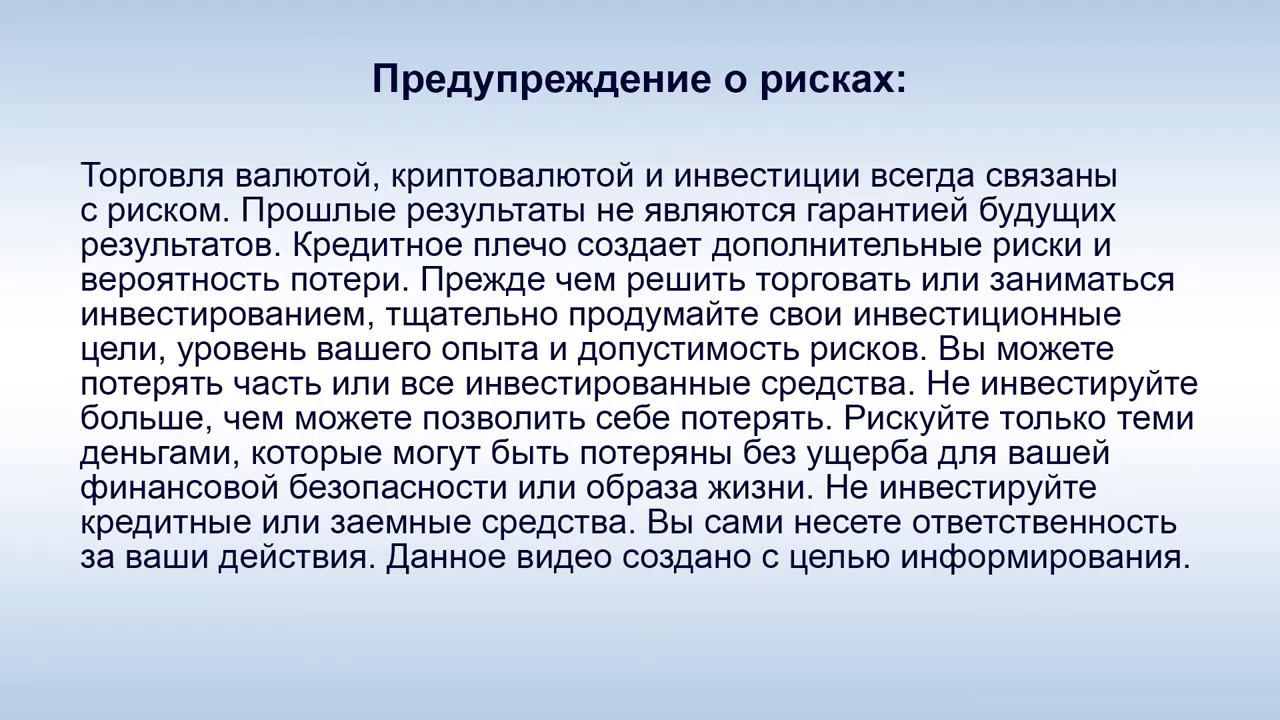 Предупреждение о рисках:
Торговля валютой, криптовалютой и инвестиции всегда связаны
с риском. Прошлые результаты не являются гарантией будущих
результатов. Кредитное плечо создает дополнительные риски и
вероятность потери. Прежде чем решить торговать или заниматься
инвестированием, тщательно продумайте свои инвестиционные
цели, уровень вашего опыта и допустимость рисков. Вы можете
потерять часть или все инвестированные средства. Не инвестируйте
больше, чем можете позволить себе потерять. Рискуйте только теми
деньгами, которые могут быть потеряны без ущерба для вашей
финансовой безопасности или образа жизни. Не инвестируйте
кредитные или заемные средства. Вы сами несете ответственность
за ваши действия. Данное видео создано с целью информирования.